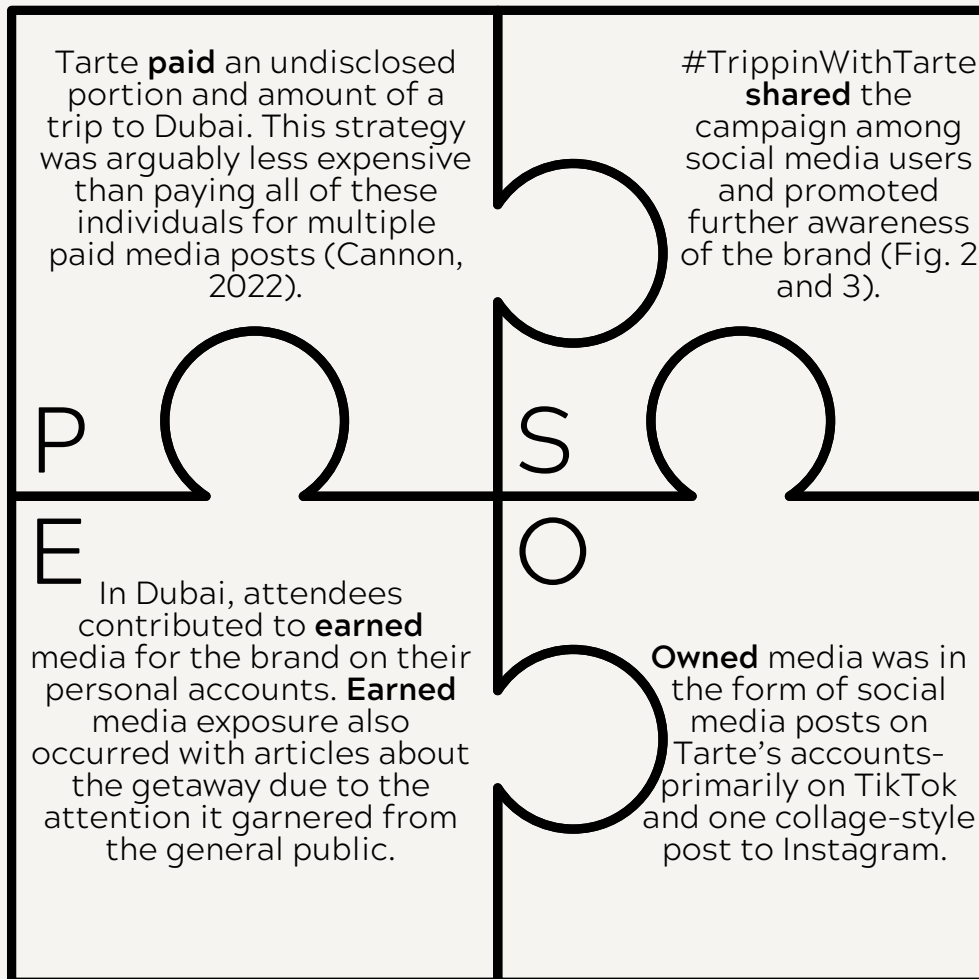 Tarte paid an undisclosed
portion and amount of a
trip to Dubai. This strategy
was arguably less expensive
than paying all of these
individuals for multiple
paid media posts (Cannon,
2022).
P
#TrippinWithTarte
shared the
campaign among
social media users
and promoted
further awareness
of the brand (Fig. 2
and 3).
S
E
In Dubai, attendees
contributed to earned
media for the brand on their
personal accounts. Earned
media exposure also
occurred with articles about
the getaway due to the
attention it garnered from
the general public.
O
Owned media was in
the form of social
media posts on
Tarte’s accounts-
primarily on TikTok
and one collage-style
post to Instagram.